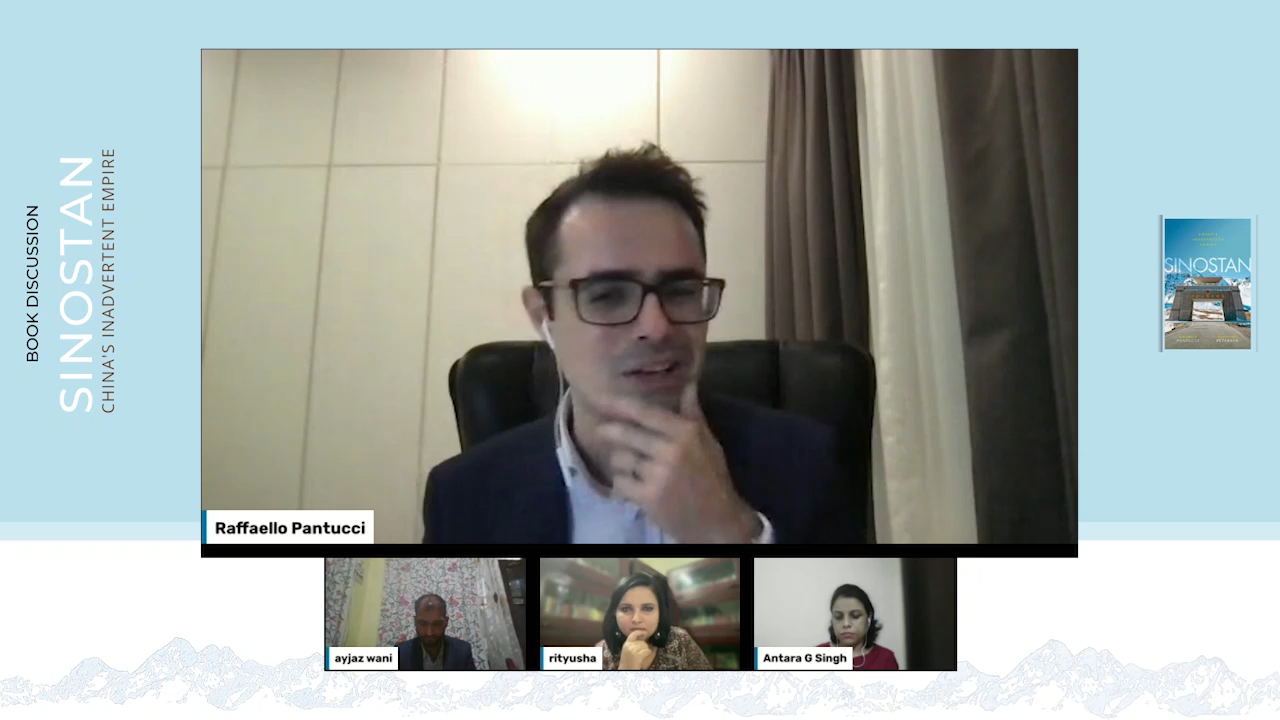 BOOK DISCUSSION
SINOSTAN
CHINA'S INADVERTENT EMPIRE
SINOSTAN
Raffaello Pantucci
ayjaz wani
rityusha
Antara G Singh